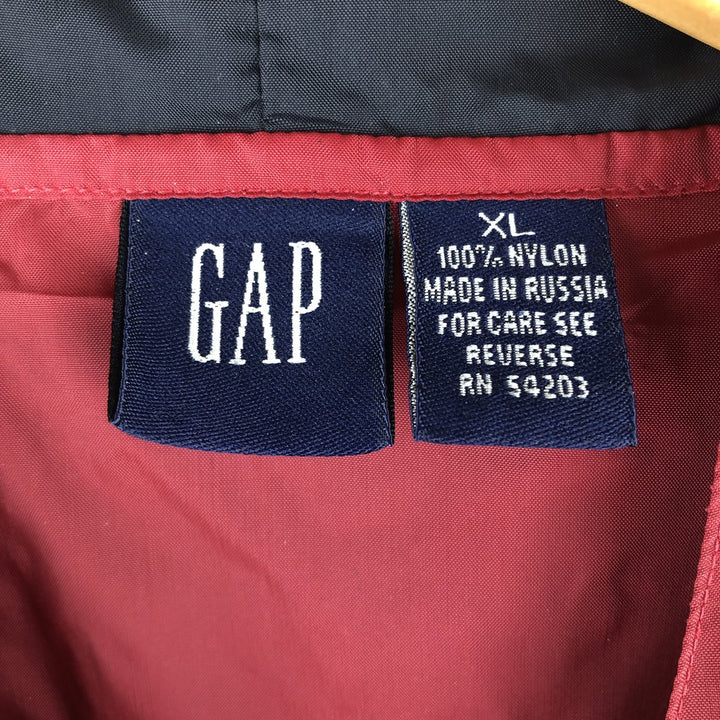 GAP
XL
100% NYLON
MADE IN RUSSIA
FOR CARE SEE
REVERSE
RN 54203